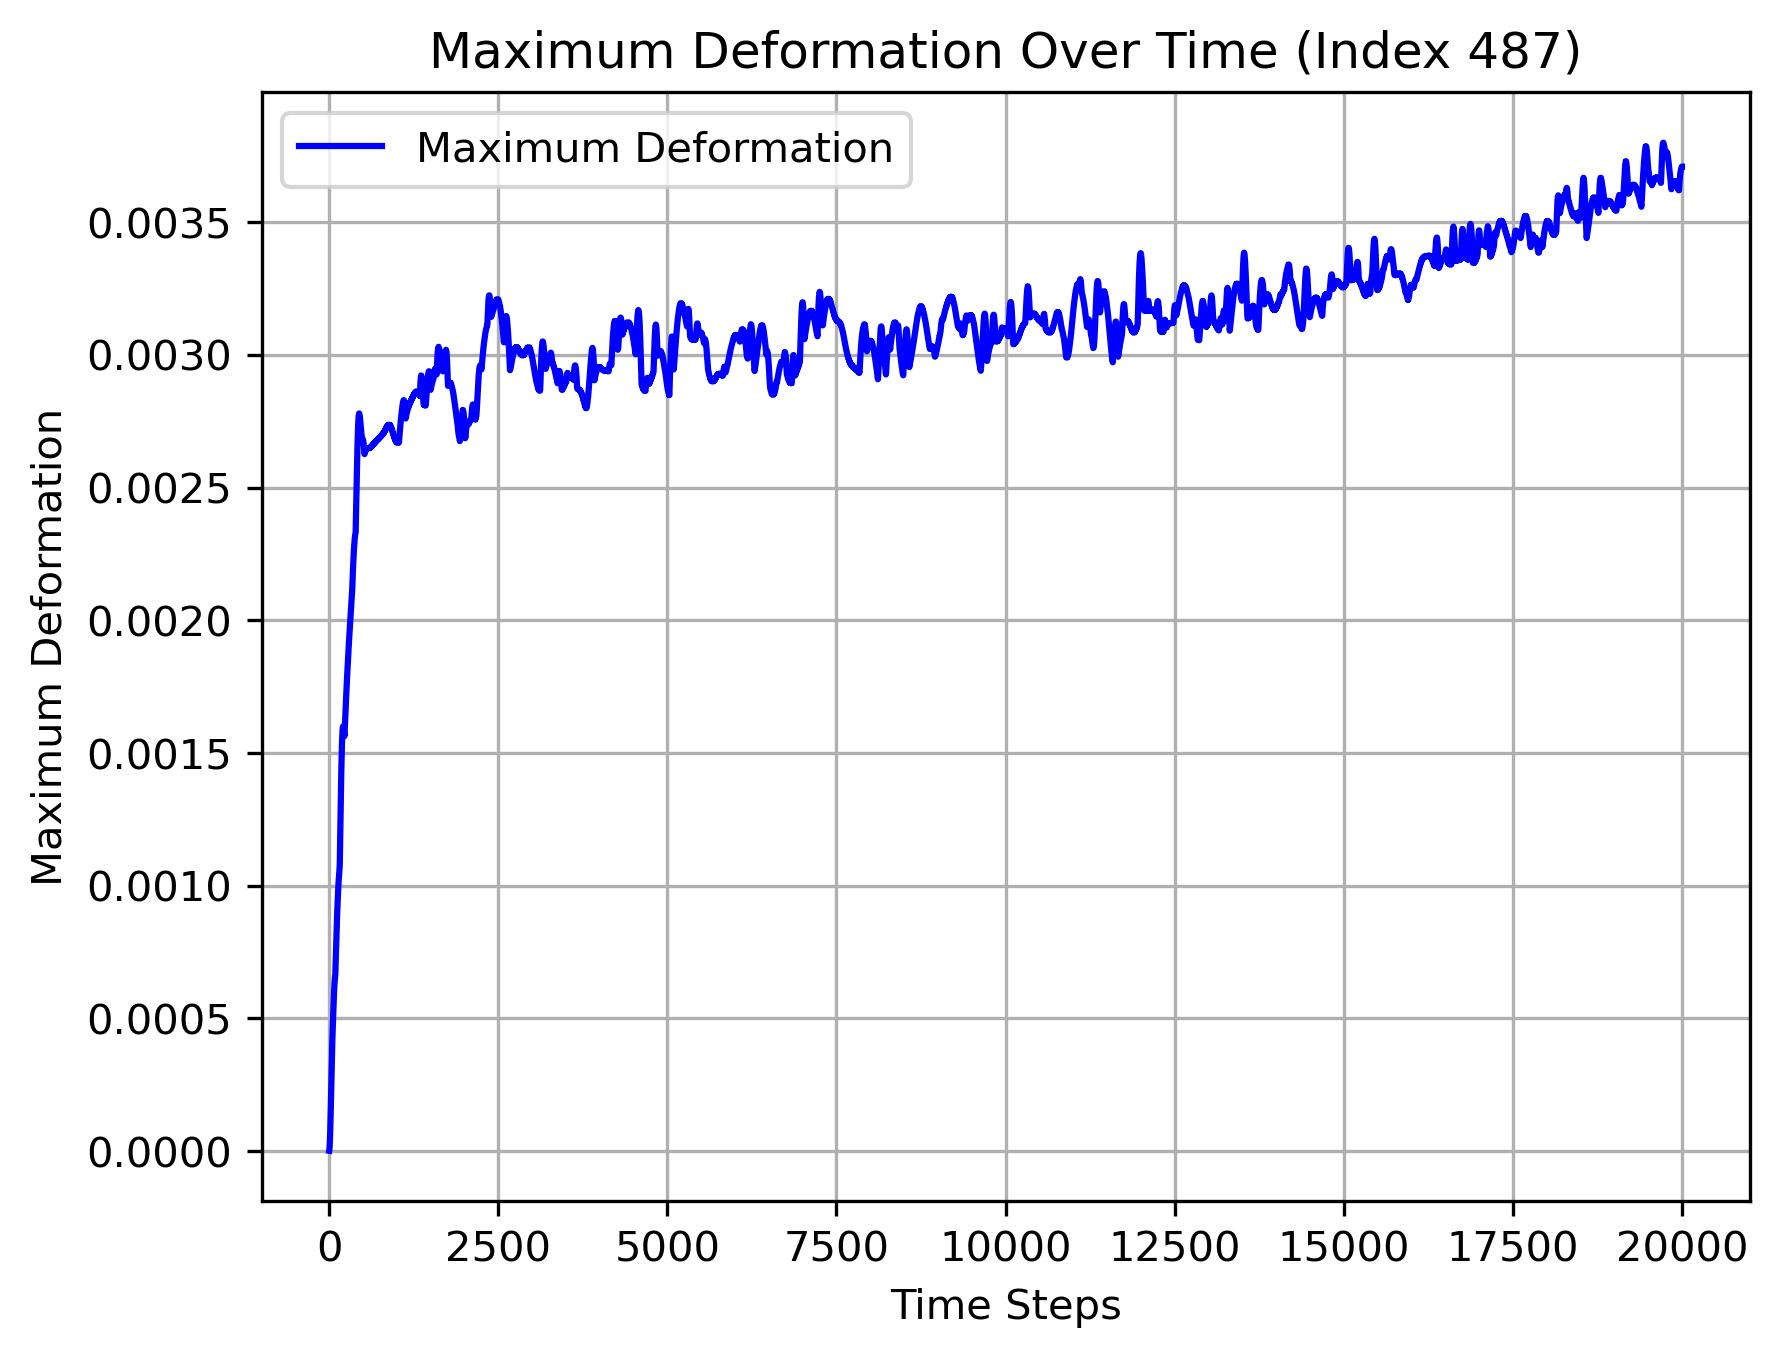 Maximum Deformation Over Time (Index 487)
Maximum Deformation
Maximum Deformation
0.0035
0.0030
0.0025
0.0020
0.0015
0.0010
0.0005
0.0000
0 2500 5000 7500 10000 12500 15000 17500 20000
Time Steps